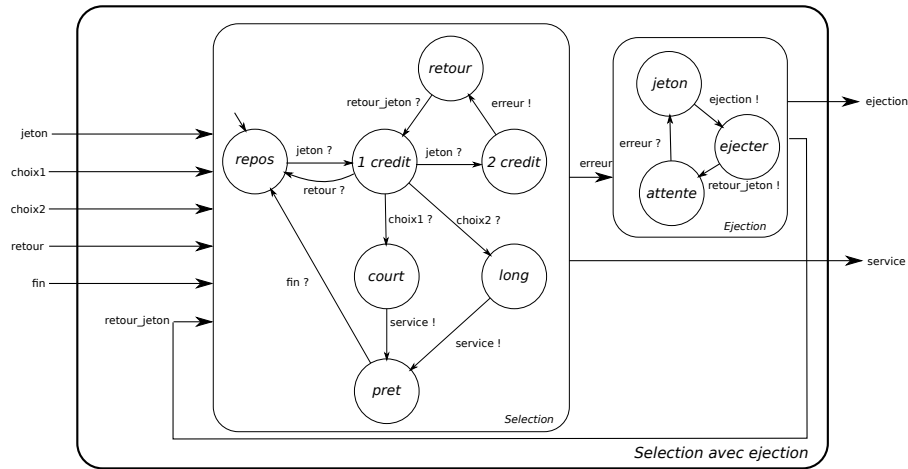 retour
jeton
retour_jeton ?
erreur !
ejection !
ejection
jeton
erreur ?
ejecter
repos
jeton ?
1 credit
jeton ?
2 credit
choix1
erreur
retour ?
attente
retour_jeton !
choix2
choix1 ?
choix2 ?
Ejection
retour
service
fin
fin ?
court
long
retour_jeton
service !
service !
pret
Selection
Selection avec ejection